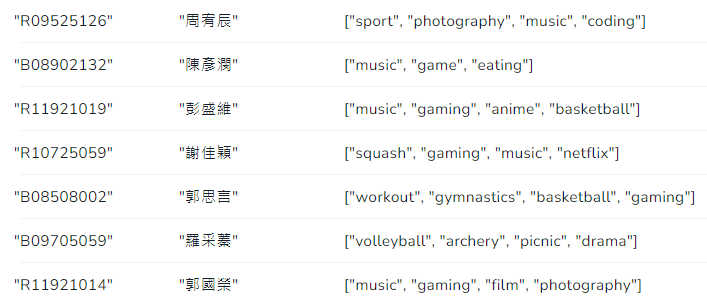 "R09525126" "周宥辰" ["sport", "photography", "music", "coding"]
"B08902132" "陳彥瀾" ["music", "game", "eating"]
"R11921019" "彭盛維" ["music", "gaming", "anime", "basketball"]
"R10725059" "謝佳穎" ["squash", "gaming", "music", "netflix"]
"B08508002" "郭思言" ["workout", "gymnastics", "basketball", "gaming"]
"B09705059" "羅采蓁" ["volleyball", "archery", "picnic", "drama"]
"R11921014" "郭國榮" ["music", "gaming", "film", "photography"]